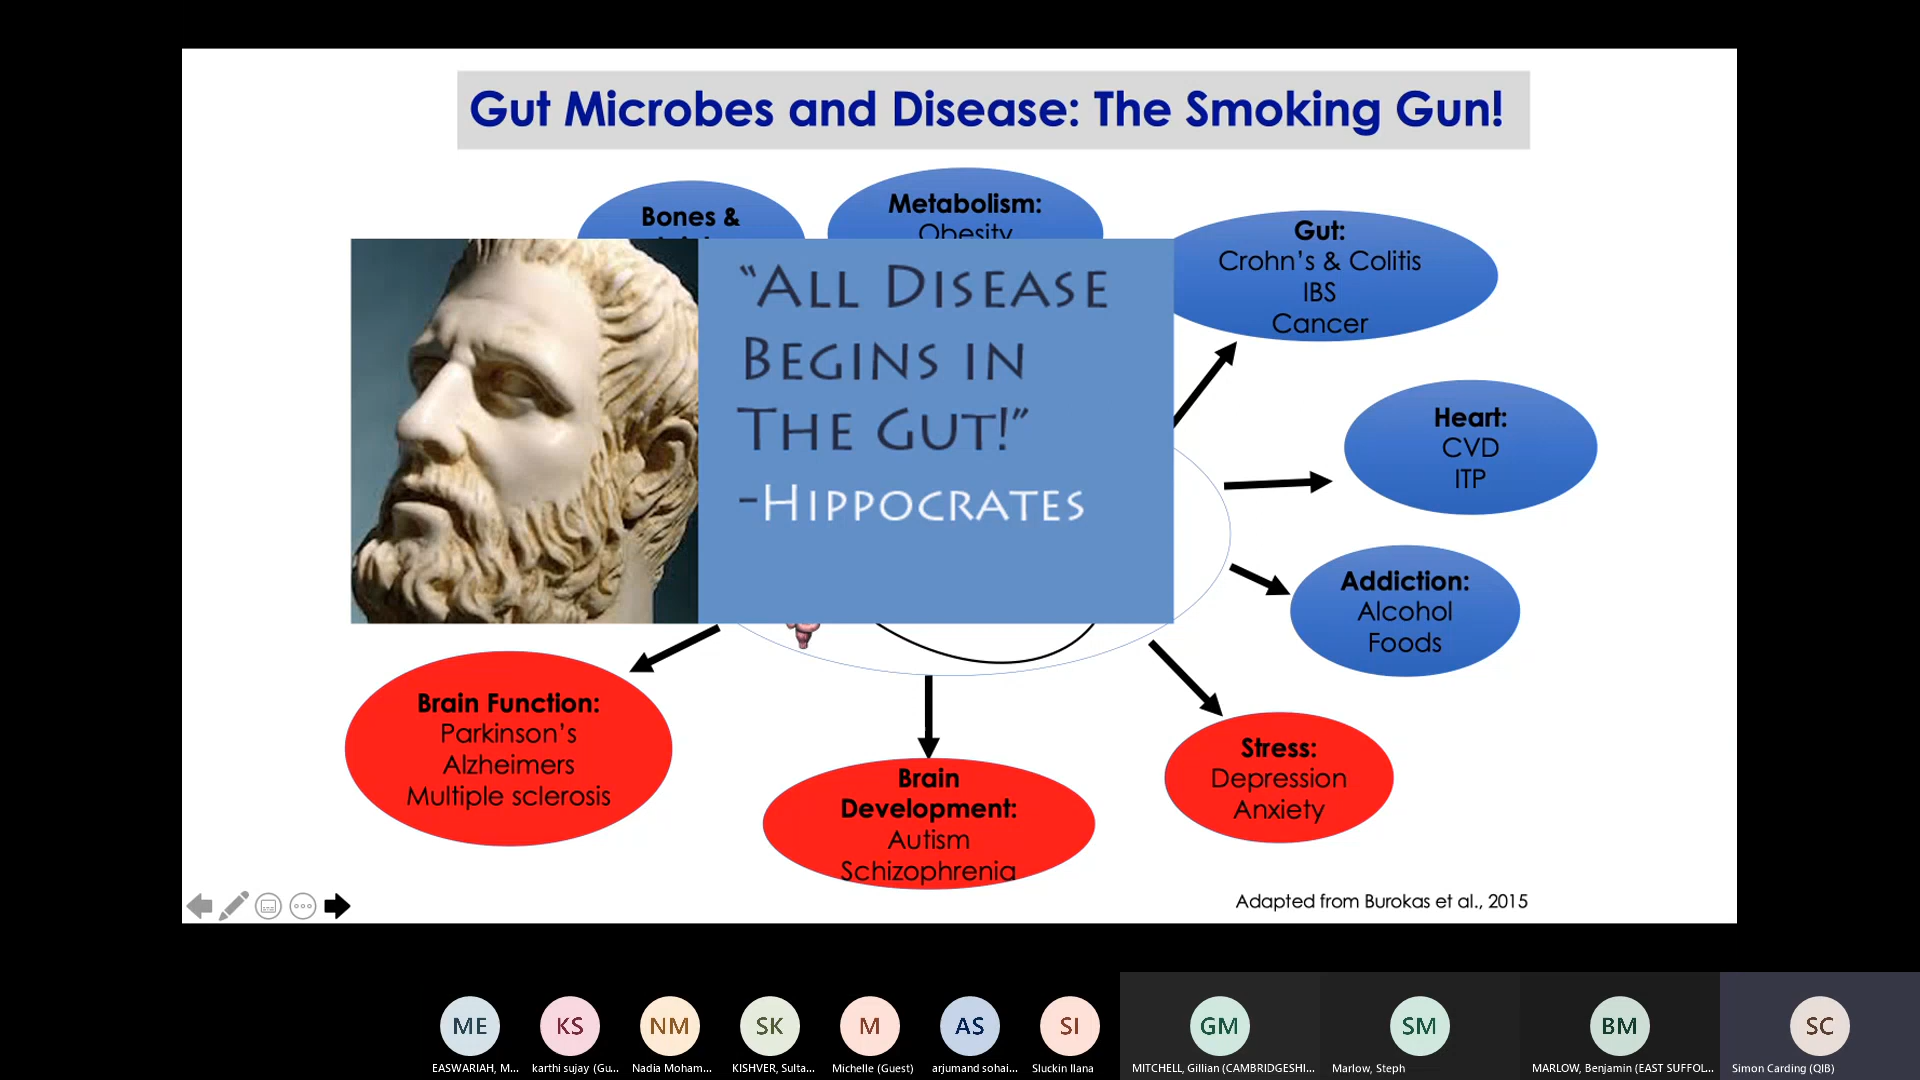 Gut Microbes and Disease: The Smoking Gun!
Bones &
Metabolism:
Obesity
Gut:
Crohn’s & Colitis
IBS
Cancer
“All Disease
Begins in
The Gut!”
-Hippocrates
Heart:
CVD
ITP
Addiction:
Alcohol
Foods
Brain Function:
Parkinson’s
Alzheimers
Multiple sclerosis
Brain
Development:
Autism
Schizophrenia
Stress:
Depression
Anxiety
Adapted from Burokas et al., 2015
ME
KS
NM
SK
M
AS
SI
GM
SM
BM
SC
EASWARIAH, M...
karthi sujay (Gu...
Nadia Moham...
KISHVER, Sulta...
Michelle (Guest)
arjumand sohai...
Sluckin Ilana
MITCHELL, Gillian (CAMBRIDGESHI...
Marlow, Steph
MARLOW, Benjamin (EAST SUFFOL...
Simon Carding (QIB)